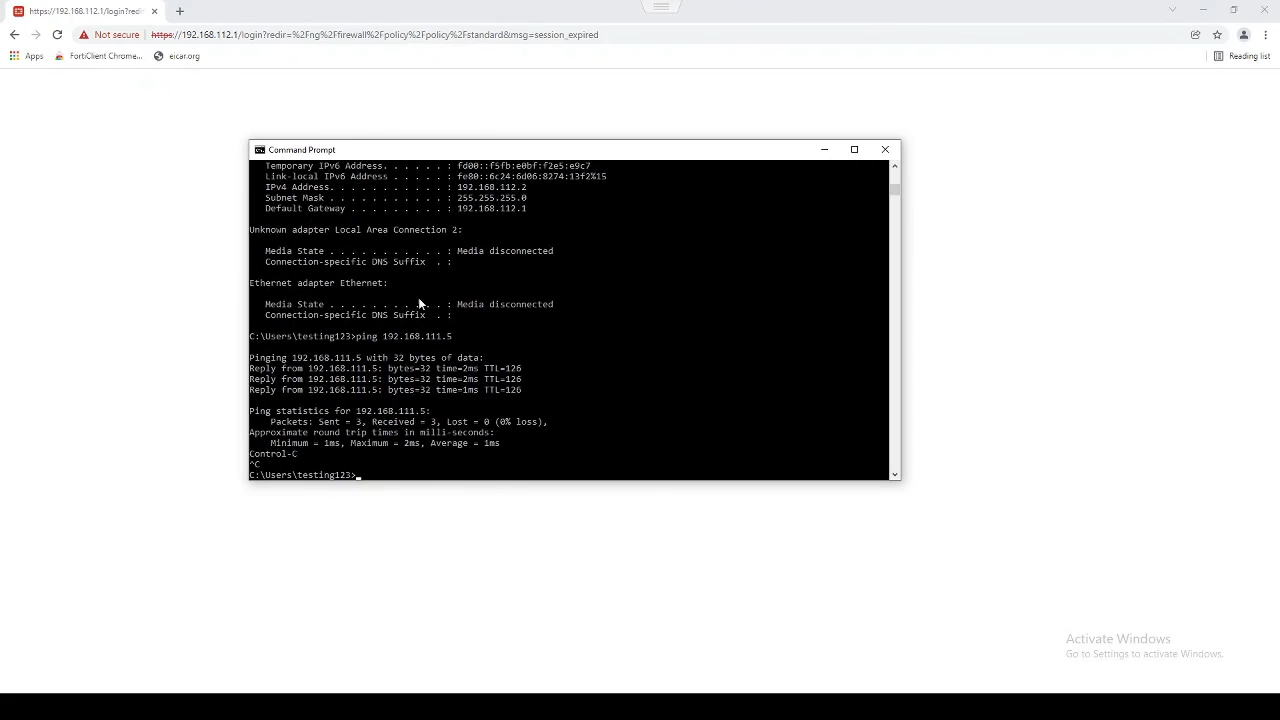 https://192.168.112.1/login?redir
Not secure
https://192.168.112.1/login?redir=%2Fng%2Ffirewall%2Fpolicy%2Fpolicy%2Fstandard&msg=session_expired
Apps
FortiClient Chrome...
eicar.org
Reading list
Command Prompt
Temporary IPv6 Address. . . . . . : fd00::f5fb:e0bf:f2e5:e9c7
Link-local IPv6 Address . . . . . : fe80::6c24:6d06:8274:13f2%15
IPv4 Address. . . . . . . . . . . : 192.168.112.2
Subnet Mask . . . . . . . . . . . : 255.255.255.0
Default Gateway . . . . . . . . . : 192.168.112.1
Unknown adapter Local Area Connection 2:
Media State . . . . . . . . . . . : Media disconnected
Connection-specific DNS Suffix  . :
Ethernet adapter Ethernet:
Media State . . . . . . . . . . . : Media disconnected
Connection-specific DNS Suffix  . :
C:\Users\testing123>ping 192.168.111.5
Pinging 192.168.111.5 with 32 bytes of data:
Reply from 192.168.111.5: bytes=32 time=2ms TTL=126
Reply from 192.168.111.5: bytes=32 time=2ms TTL=126
Reply from 192.168.111.5: bytes=32 time=1ms TTL=126
Ping statistics for 192.168.111.5:
Packets: Sent = 3, Received = 3, Lost = 0 (0% loss),
Approximate round trip times in milli-seconds:
Minimum = 1ms, Maximum = 2ms, Average = 1ms
Control-C
^C
C:\Users\testing123>
Activate Windows
Go to Settings to activate Windows.